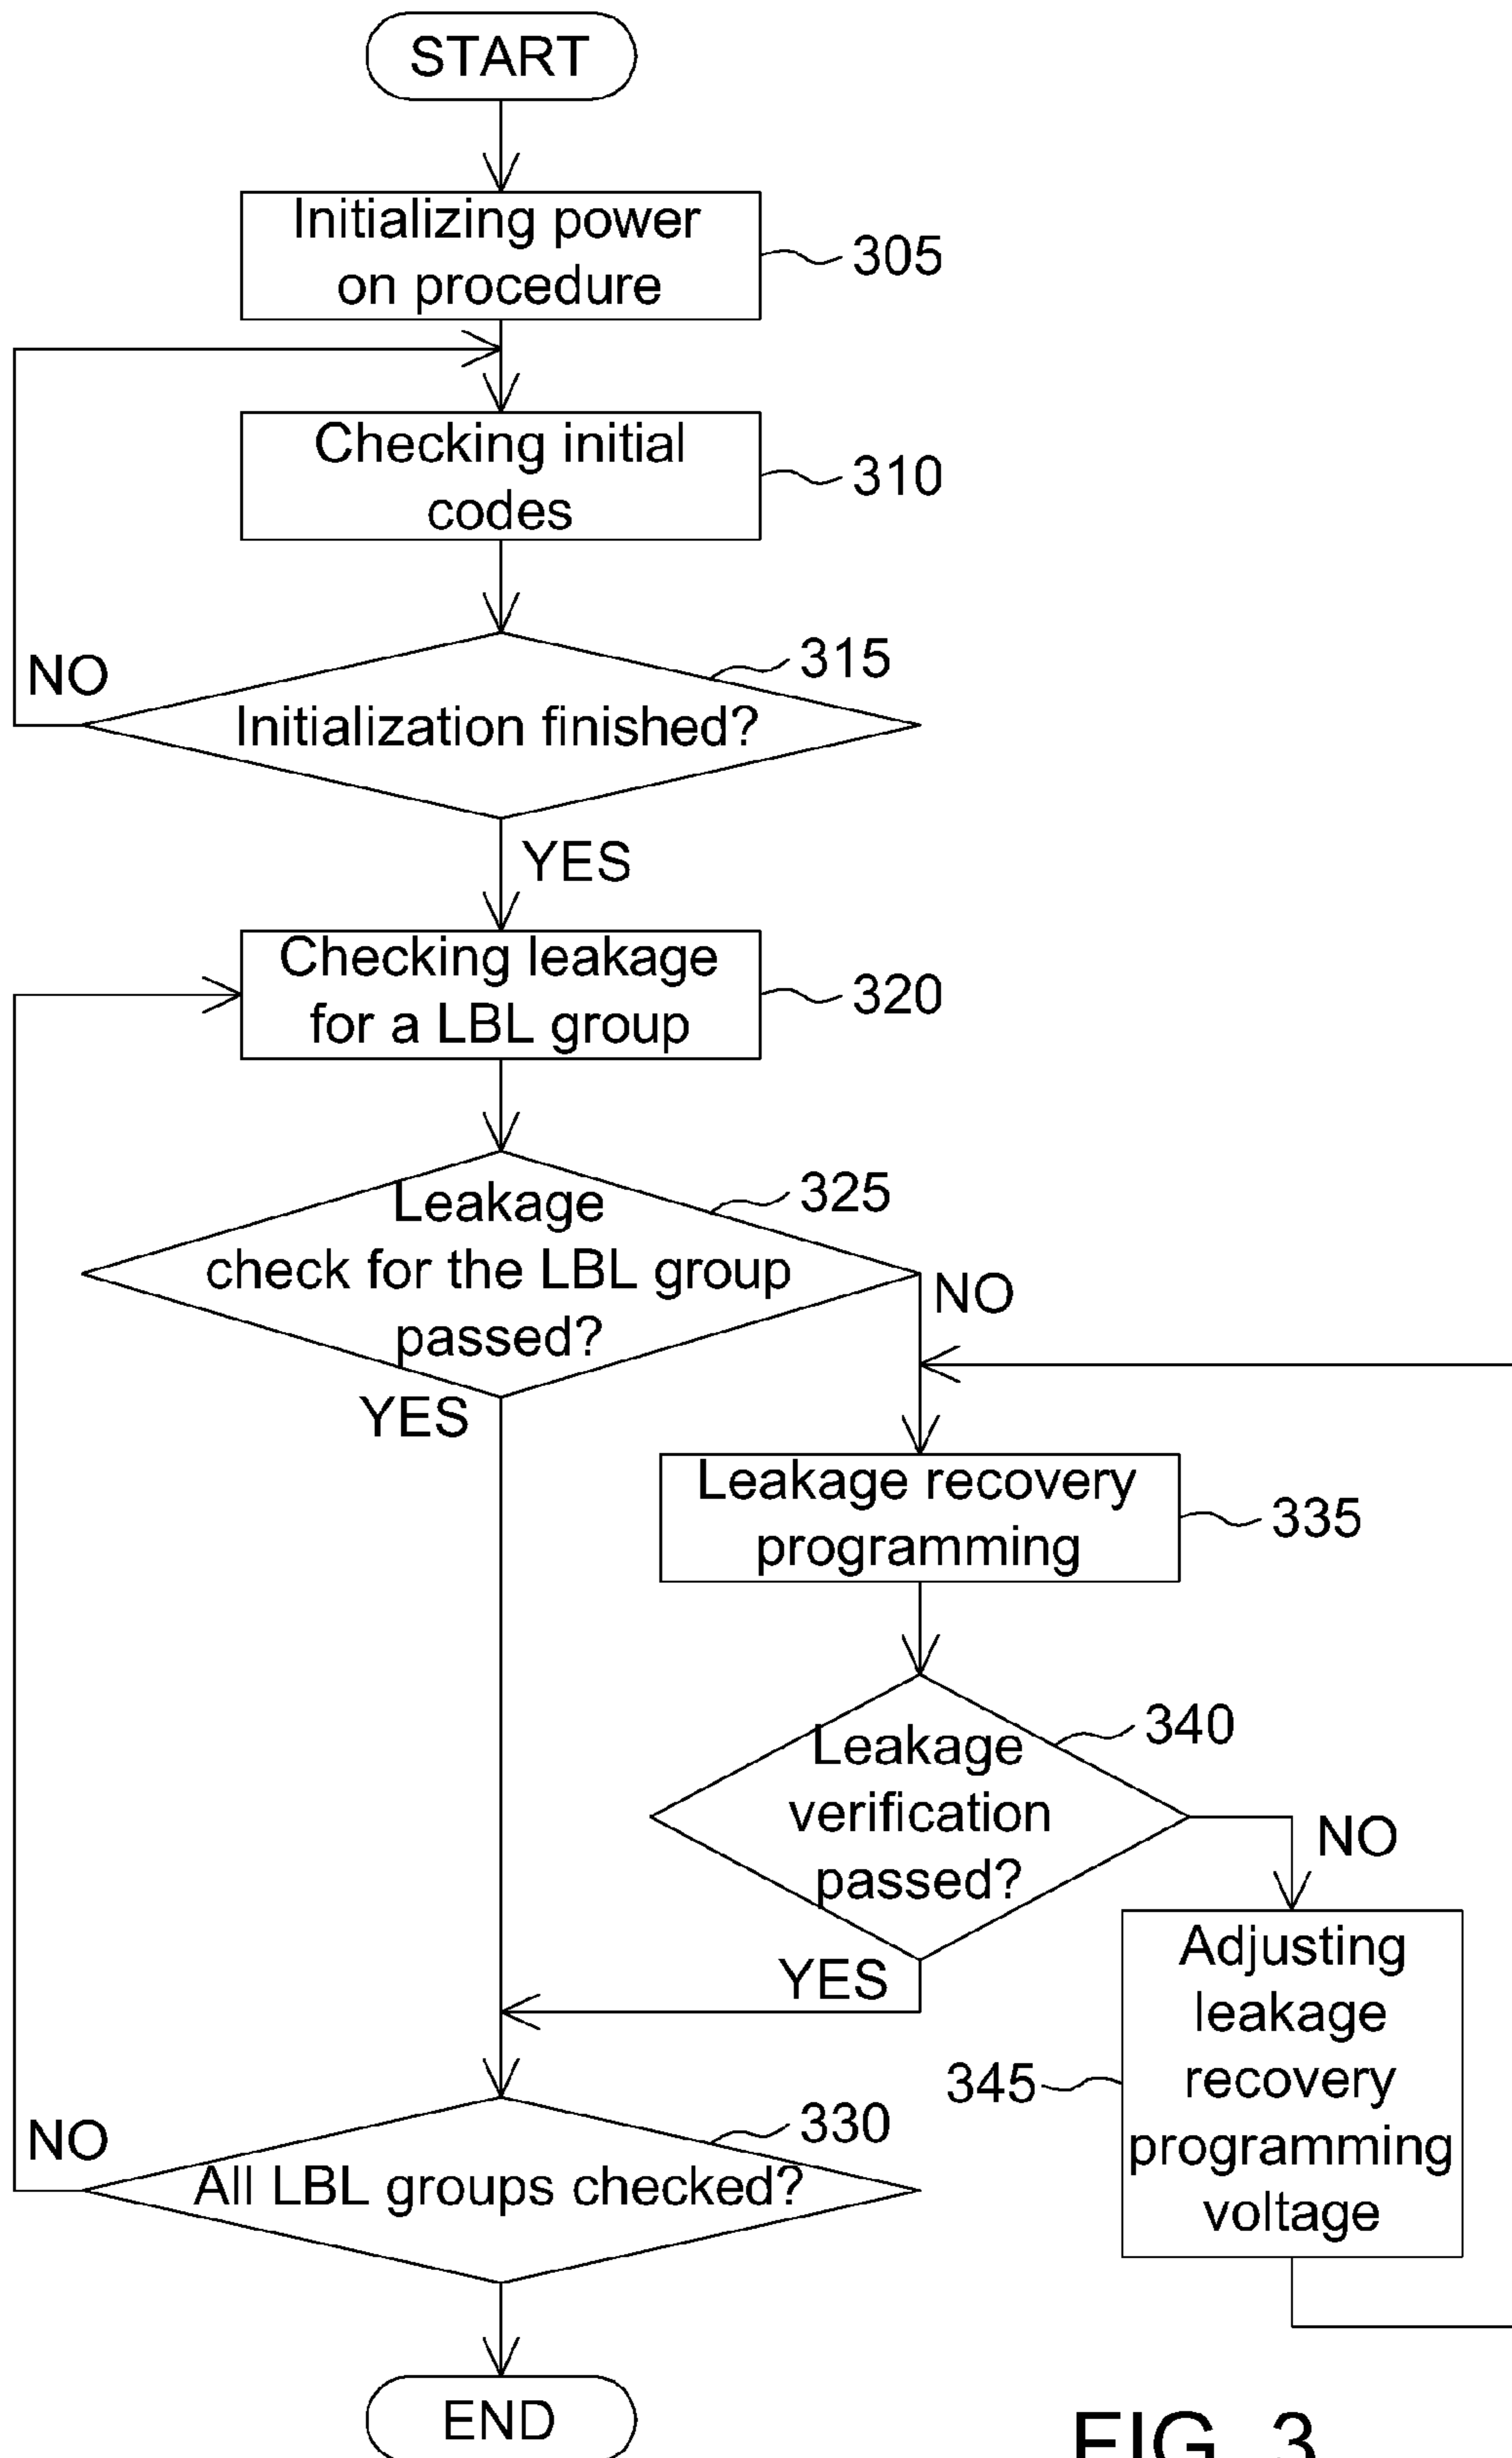 START
Initializing power
on procedure
305
Checking initial
codes
310
315
NO
Initialization finished?
YES
Checking leakage
for a LBL group
320
325
Leakage
check for the LBL group
passed?
NO
YES
Leakage recovery
programming
335
340
Leakage
verification
passed?
NO
YES
Adjusting
leakage
recovery
programming
voltage
345
330
NO
All LBL groups checked?
END
FIG. 3